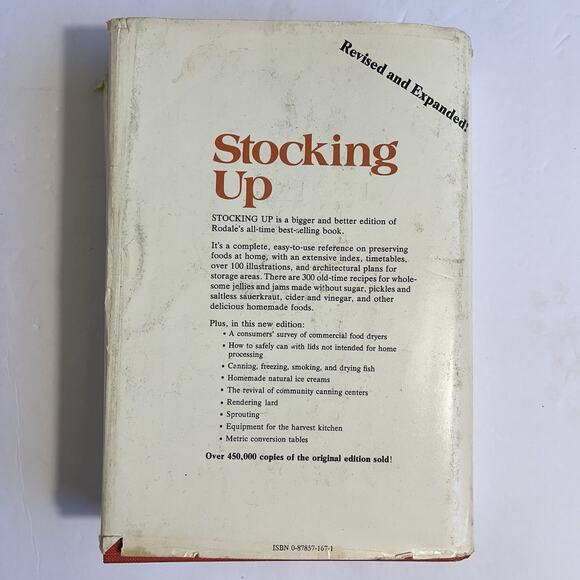 Revised and Expanded!
Stocking
Up
STOCKING UP is a bigger and better edition of
Rodale's all-time best-selling book.
It's a complete, easy-to-use reference on preserving
foods at home, with an extensive index, timetables,
over 100 illustrations, and architectural plans for
storage areas. There are 300 old-time recipes for whole-
some jellies and jams made without sugar, pickles and
saltless sauerkraut, cider and vinegar, and other
delicious homemade foods.
Plus, in this new edition:
• A consumers' survey of commercial food dryers
• How to safely can with lids not intended for home
processing
• Canning, freezing, smoking, and drying fish
• Homemade natural ice creams
• The revival of community canning centers
• Rendering lard
• Sprouting
• Equipment for the harvest kitchen
• Metric conversion tables
Over 450,000 copies of the original edition sold!
ISBN 0-87857-167-1